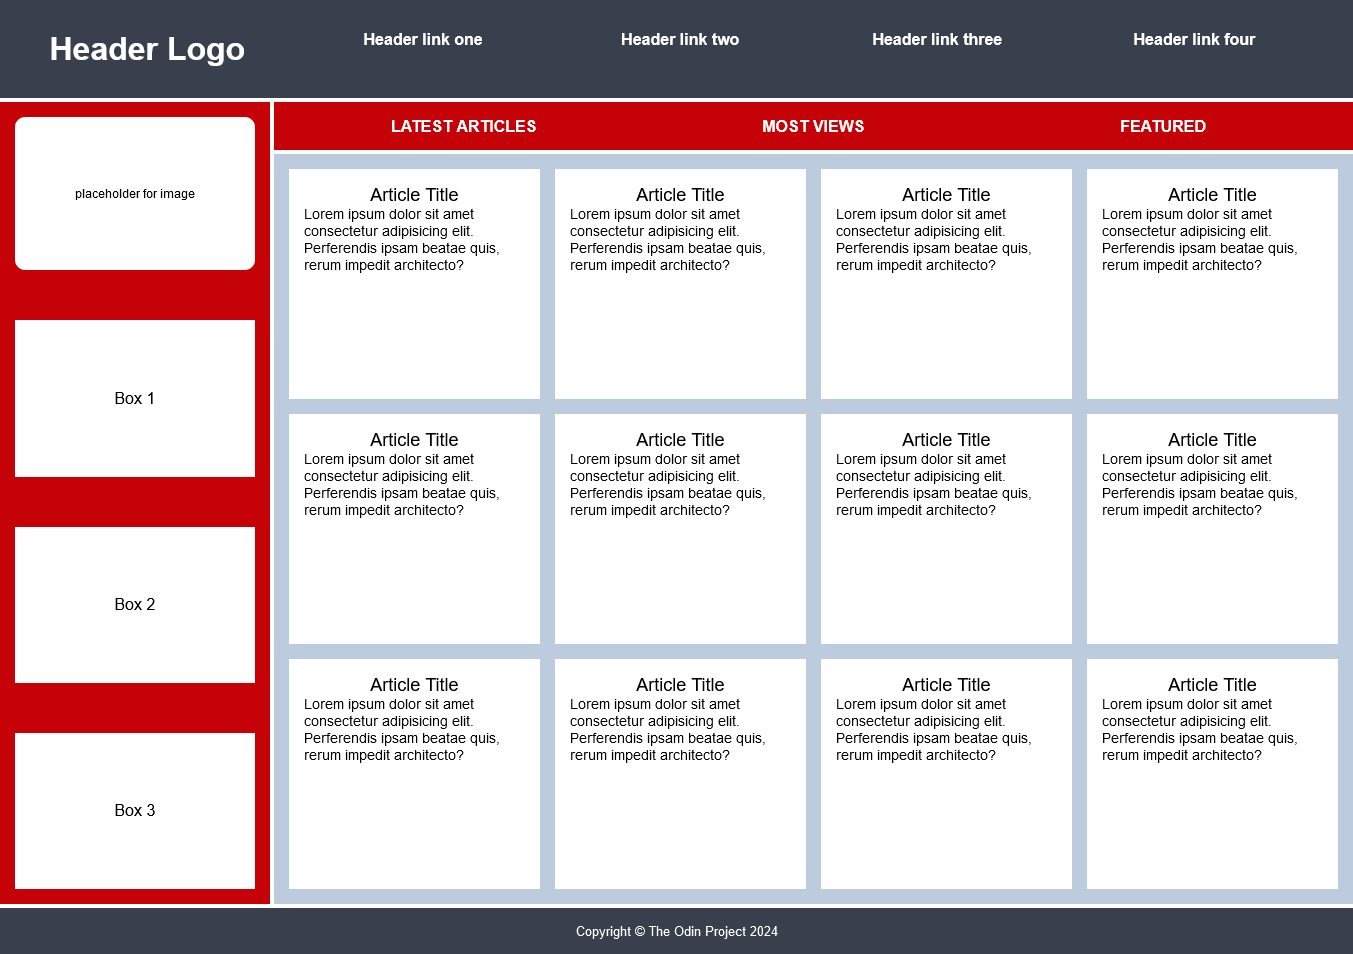 Header Logo
Header link one
Header link two
Header link three
Header link four
placeholder for image
Box 1
Box 2
Box 3
LATEST ARTICLES
MOST VIEWS
FEATURED
Article Title
Lorem ipsum dolor sit amet
consectetur adipisicing elit.
Perferendis ipsam beatae quis,
rerum impedit architecto?
Article Title
Lorem ipsum dolor sit amet
consectetur adipisicing elit.
Perferendis ipsam beatae quis,
rerum impedit architecto?
Article Title
Lorem ipsum dolor sit amet
consectetur adipisicing elit.
Perferendis ipsam beatae quis,
rerum impedit architecto?
Article Title
Lorem ipsum dolor sit amet
consectetur adipisicing elit.
Perferendis ipsam beatae quis,
rerum impedit architecto?
Article Title
Lorem ipsum dolor sit amet
consectetur adipisicing elit.
Perferendis ipsam beatae quis,
rerum impedit architecto?
Article Title
Lorem ipsum dolor sit amet
consectetur adipisicing elit.
Perferendis ipsam beatae quis,
rerum impedit architecto?
Article Title
Lorem ipsum dolor sit amet
consectetur adipisicing elit.
Perferendis ipsam beatae quis,
rerum impedit architecto?
Article Title
Lorem ipsum dolor sit amet
consectetur adipisicing elit.
Perferendis ipsam beatae quis,
rerum impedit architecto?
Article Title
Lorem ipsum dolor sit amet
consectetur adipisicing elit.
Perferendis ipsam beatae quis,
rerum impedit architecto?
Article Title
Lorem ipsum dolor sit amet
consectetur adipisicing elit.
Perferendis ipsam beatae quis,
rerum impedit architecto?
Article Title
Lorem ipsum dolor sit amet
consectetur adipisicing elit.
Perferendis ipsam beatae quis,
rerum impedit architecto?
Article Title
Lorem ipsum dolor sit amet
consectetur adipisicing elit.
Perferendis ipsam beatae quis,
rerum impedit architecto?
Copyright © The Odin Project 2024